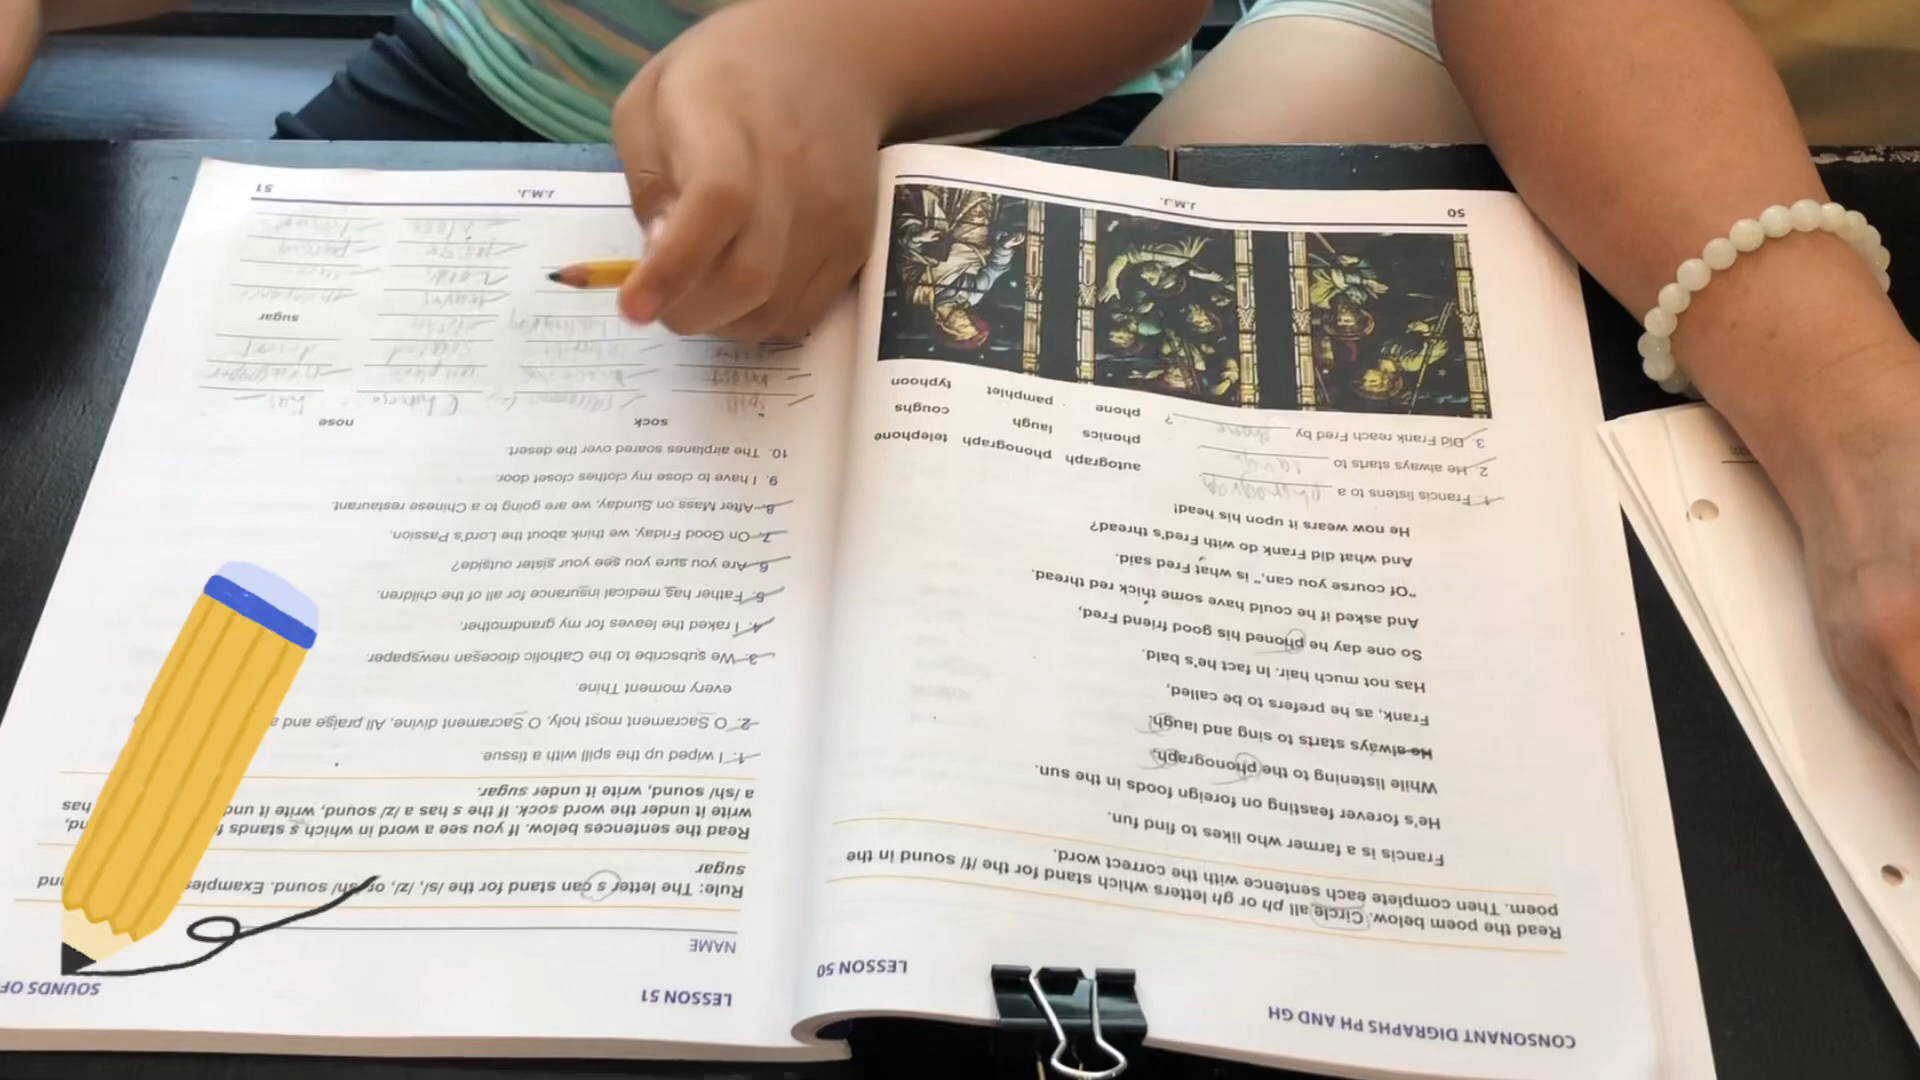 CONSONANT DIGRAPHS PH AND GH
LESSON 50
Read the poem below. Circle all ph or gh letters which stand for the /f/ sound in the
poem. Then complete each sentence with the correct word.
Francis is a farmer who likes to find fun.
He's forever feasting on foreign foods in the sun.
While listening to the phonograph,
He always starts to sing and laugh.
Frank, as he prefers to be called,
Has not much hair. In fact he's bald.
So one day he phoned his good friend Fred,
And asked if he could have some thick red thread.
"Of course you can," is what Fred said.
And what did Frank do with Fred's thread?
He now wears it upon his head!
1. Francis listens to a phonograph
2. He always starts to laugh
3. Did Frank reach Fred by phone ?
autograph phonograph telephone
phonics laugh coughs
phone pamphlet typhoon
50
J.M.J.
LESSON 51
SOUNDS OF
NAME
Rule: The letter s can stand for the /s/, /z/, or /sh/ sound. Examples
sugar
Read the sentences below. If you see a word in which s stands
write it under the word sock. If the s has a /z/ sound, write it has
a /sh/ sound, write it under sugar.
1. I wiped up the spill with a tissue.
2. O Sacrament most holy, O Sacrament divine, All praise and
every moment Thine.
3. We subscribe to the Catholic diocesan newspaper.
4. I raked the leaves for my grandmother.
5. Father has medical insurance for all of the children.
6. Are you sure you see your sister outside?
7. On Good Friday, we think about the Lord's Passion.
8. After Mass on Sunday, we are going to a Chinese restaurant.
9. I have to close my clothes closet door.
10. The airplanes soared over the desert.
sock nose
spill Sacrament Chinese has
sugar
J.M.J.
51